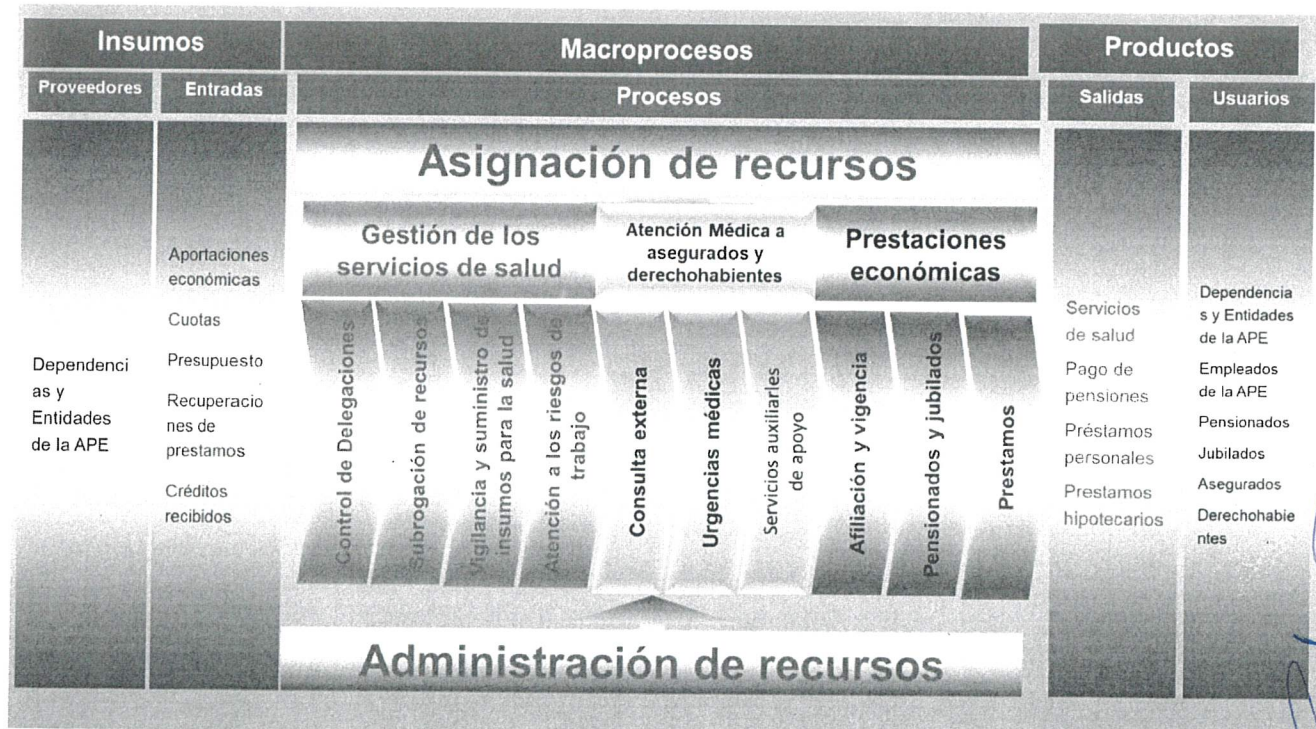 Insumos
Macroprocesos
Productos
Proveedores
Entradas
Procesos
Salidas
Usuarios
Asignación de recursos
Gestión de los
servicios de salud
Atención Médica a
asegurados y
derechohabientes
Prestaciones
económicas
Dependenci
as y
Entidades
de la APE
Aportaciones
económicas
Cuotas
Presupuesto
Recuperacio
nes de
prestamos
Créditos
recibidos
Control de Delegaciones
Subrogación de recursos
Vigilancia y suministro de
insumos para la salud
Atención a los riesgos de
trabajo
Consulta externa
Urgencias médicas
Servicios auxiliarles
de apoyo
Afiliación y vigencia
Pensionados y jubilados
Prestamos
Servicios
de salud
Pago de
pensiones
Préstamos
personales
Prestamos
hipotecarios
Dependencia
s y Entidades
de la APE
Empleados
de la APE
Pensionados
Jubilados
Asegurados
Derechohabie
ntes
Administración de recursos